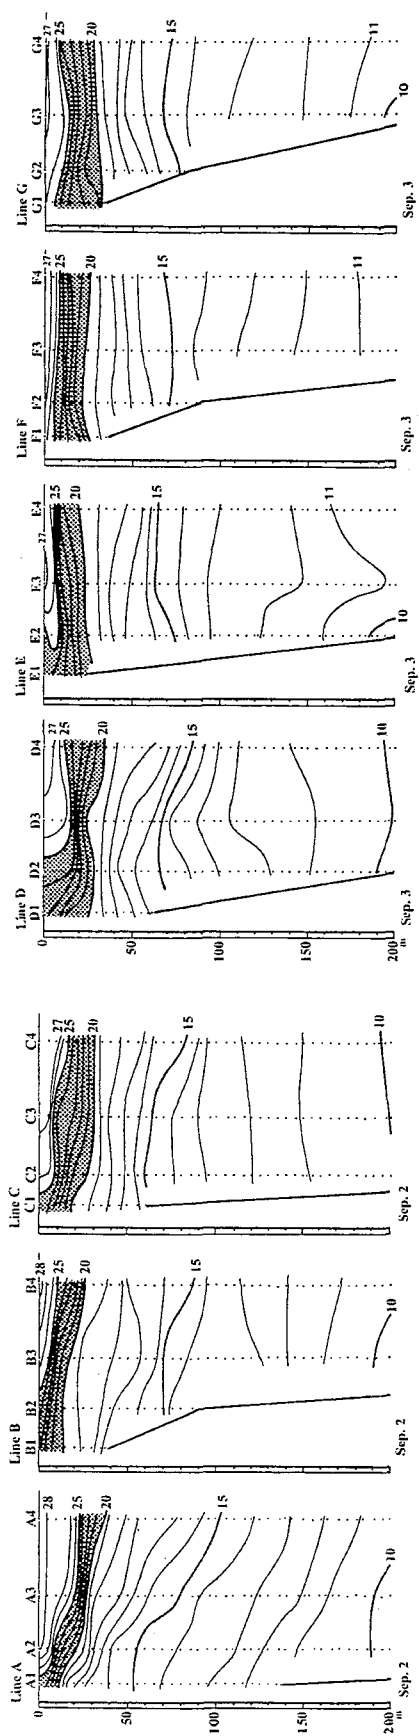 Line A
A1 A2 A3 A4
28
25
20
15
10
0
50
100
150
200
m
Sep. 2
Line B
B1 B2 B3 B4
28
25
20
15
10
Sep. 2
Line C
C1 C2 C3 C4
27
25
20
15
10
Sep. 2
Line D
D1 D2 D3 D4
27
25
20
15
10
0
50
100
150
200
m
Sep. 3
Line E
E1 E2 E3 E4
27
25
20
15
11
10
Sep. 3
Line F
F1 F2 F3 F4
27
25
20
15
11
Sep. 3
Line G
G1 G2 G3 G4
27
25
20
15
11
10
Sep. 3